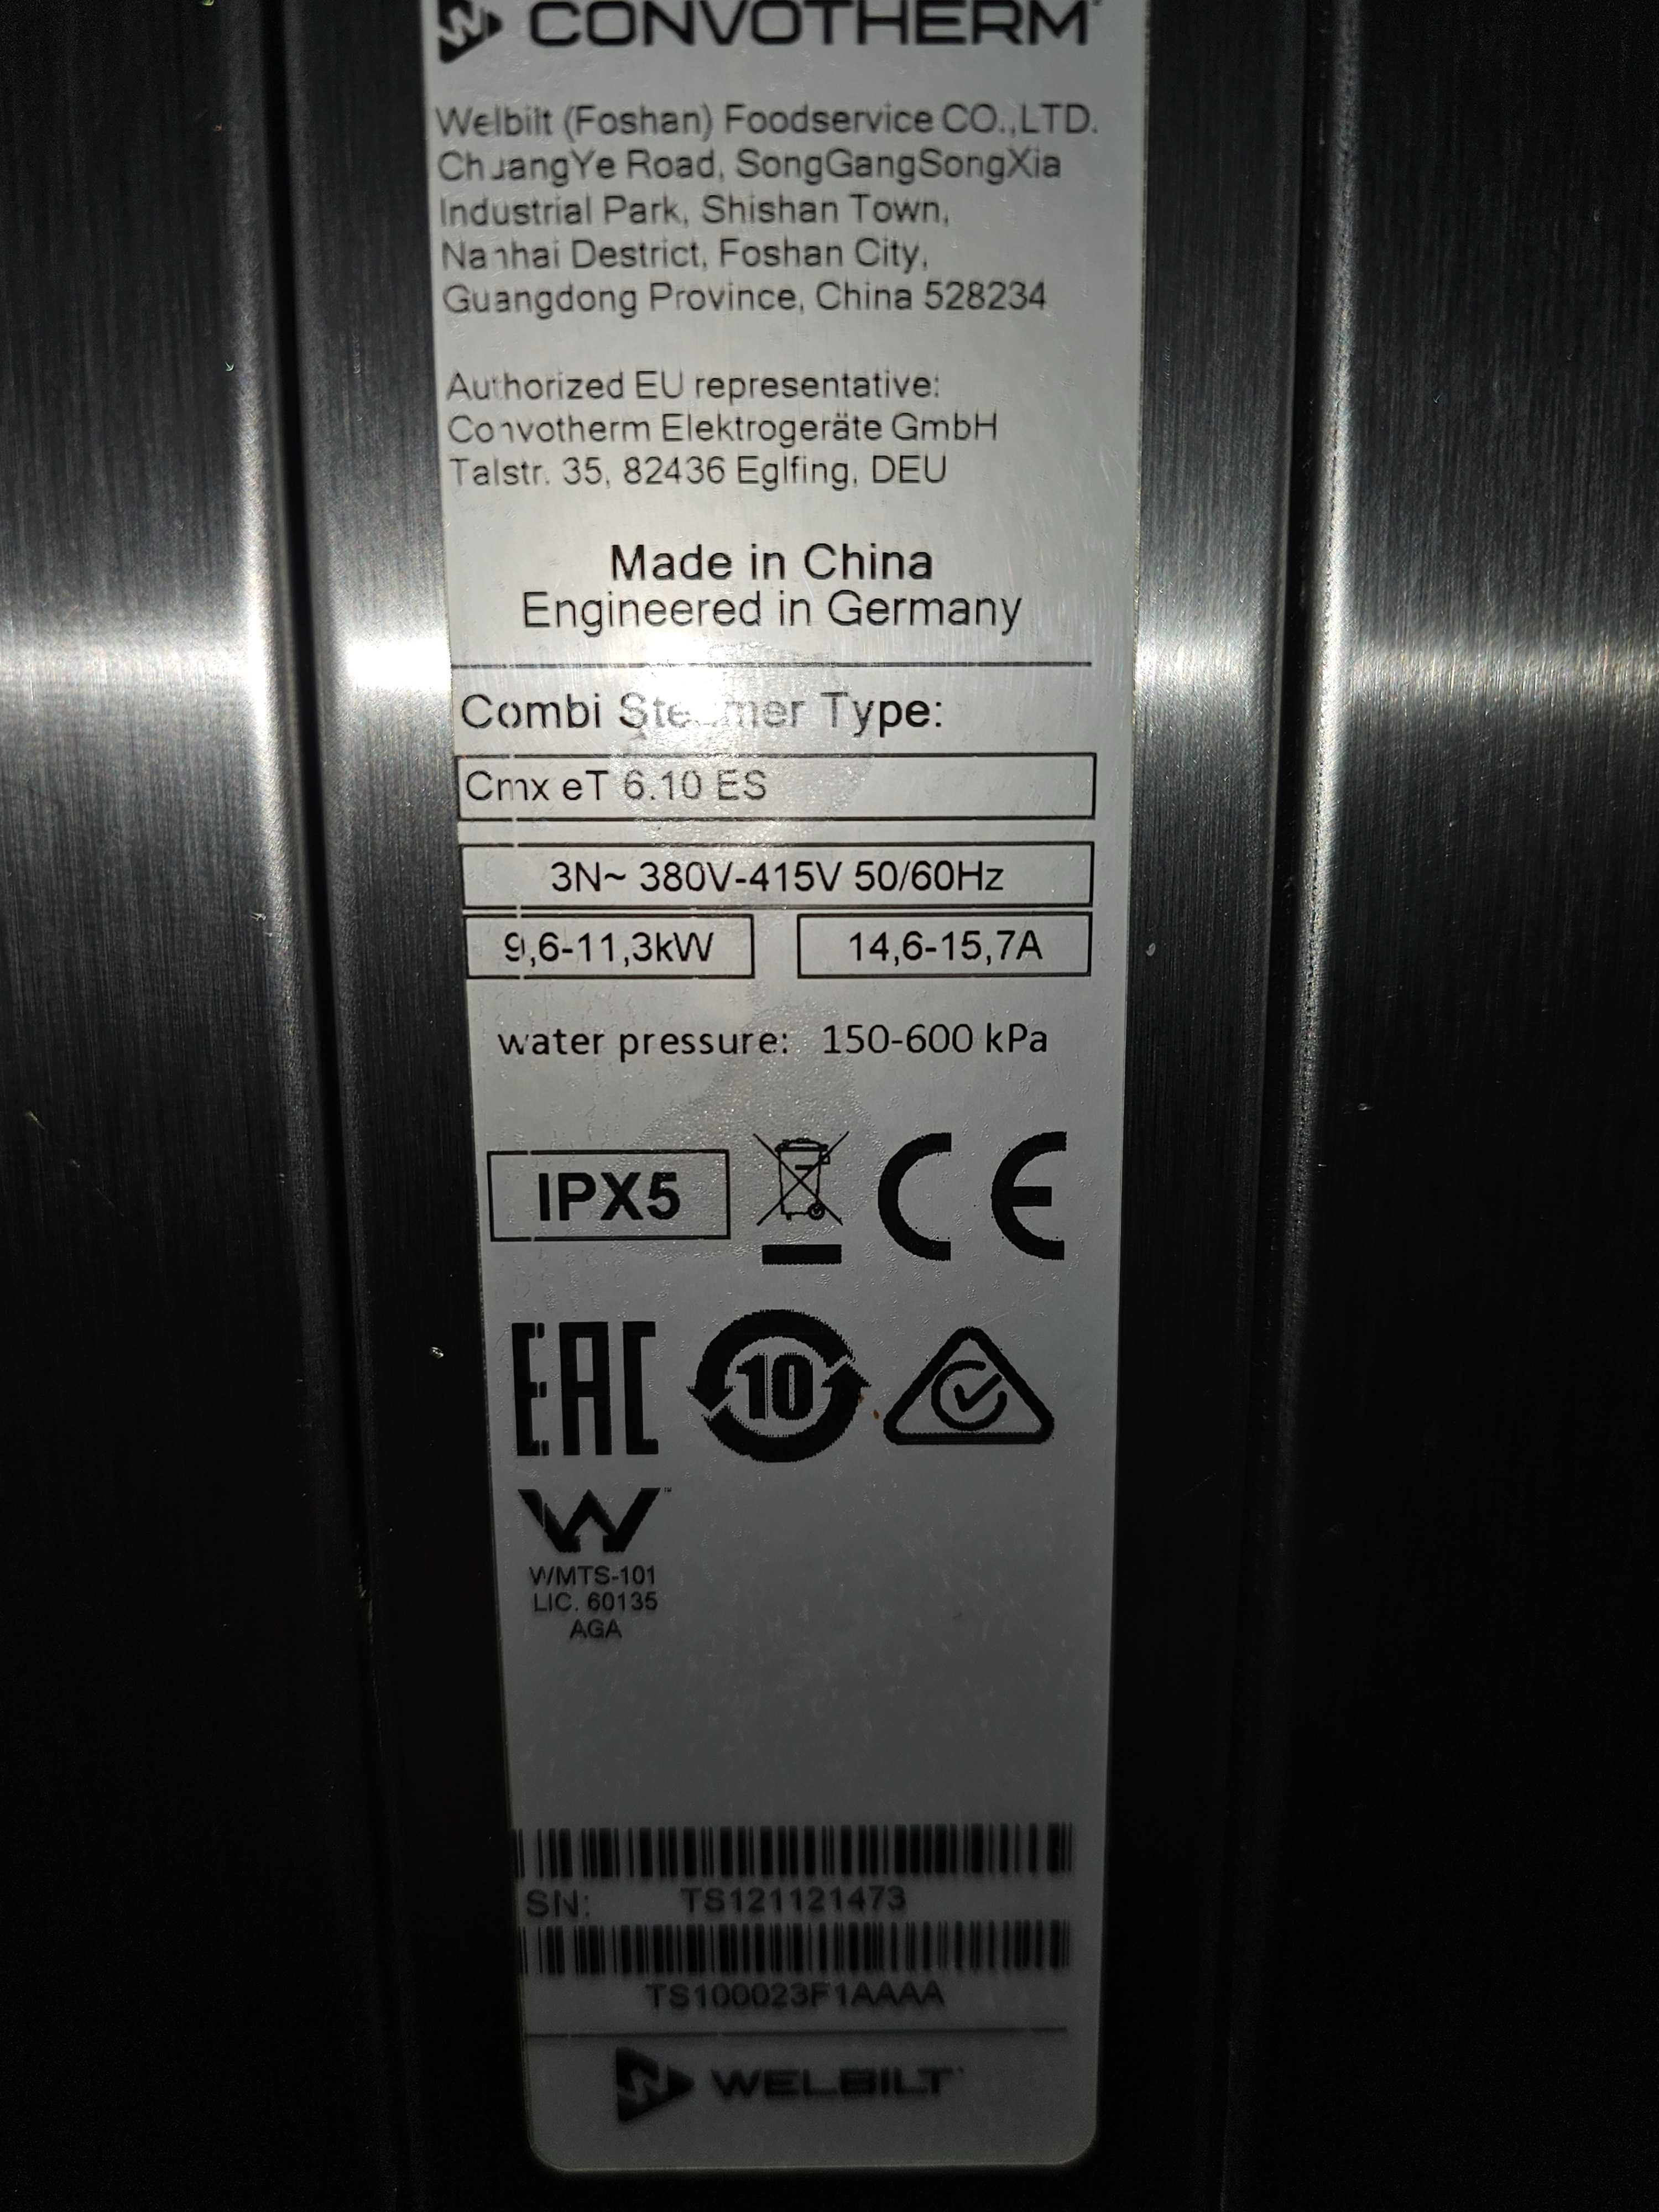 CONVOTHERM
Welbilt (Foshan) Foodservice CO.,LTD.
ChuangYe Road, SongGangSongXia
Industrial Park, Shishan Town,
Nanhai Destrict, Foshan City,
Guangdong Province, China 528234
Authorized EU representative:
Convotherm Elektrogeräte GmbH
Talstr. 35, 82436 Eglfing, DEU
Made in China
Engineered in Germany
Combi Steamer Type:
Cmx eT 6.10 ES
3N~ 380V-415V 50/60Hz
9,6-11,3kW 14,6-15,7A
water pressure: 150-600 kPa
IPX5 CE
EAC 10
W™
WMTS-101
LIC. 60135
AGA
SN: TS121121473
TS100023F1AAAA
WELBILT